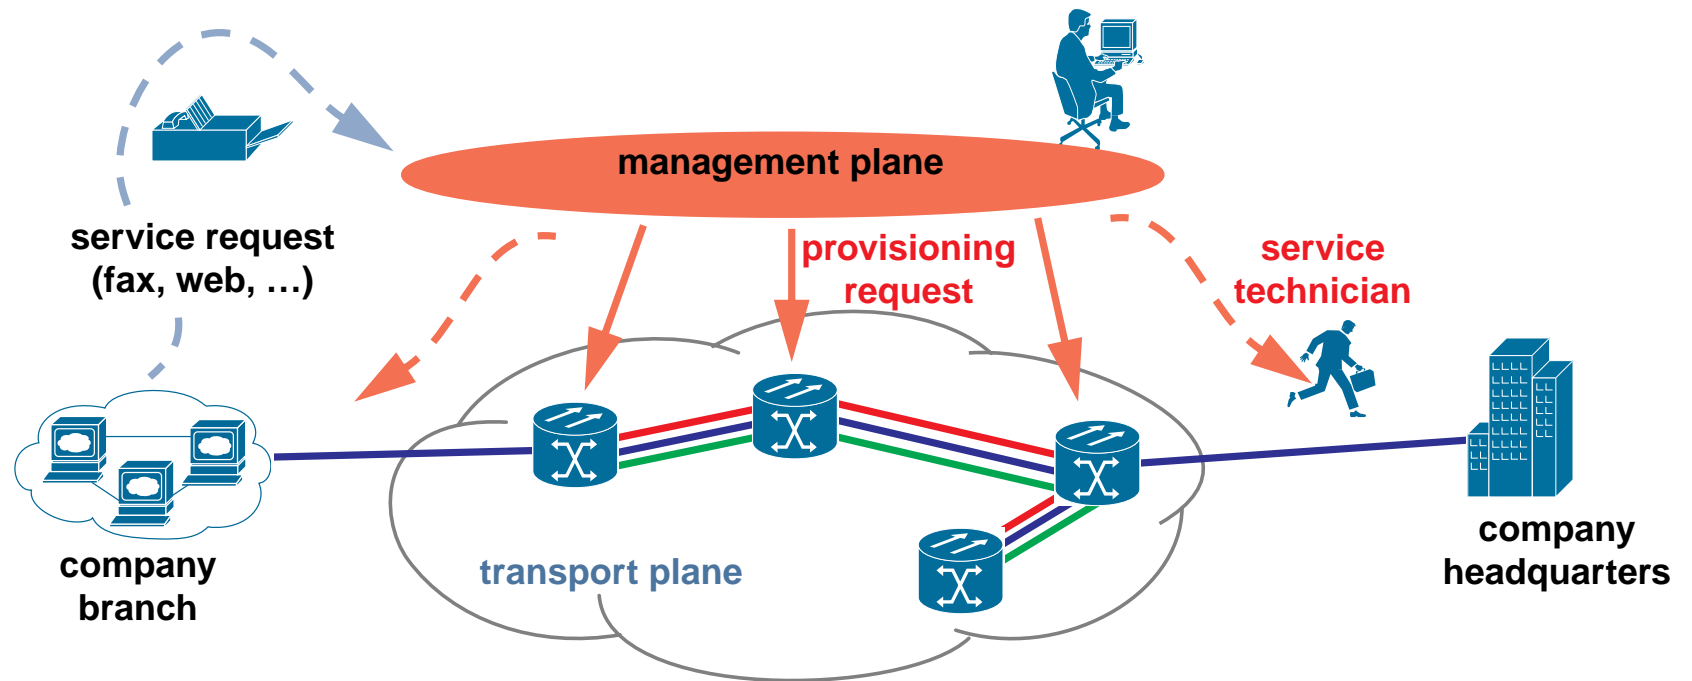 management plane
service request
(fax, web, …)
provisioning
request
service
technician
company
branch
transport plane
company
headquarters